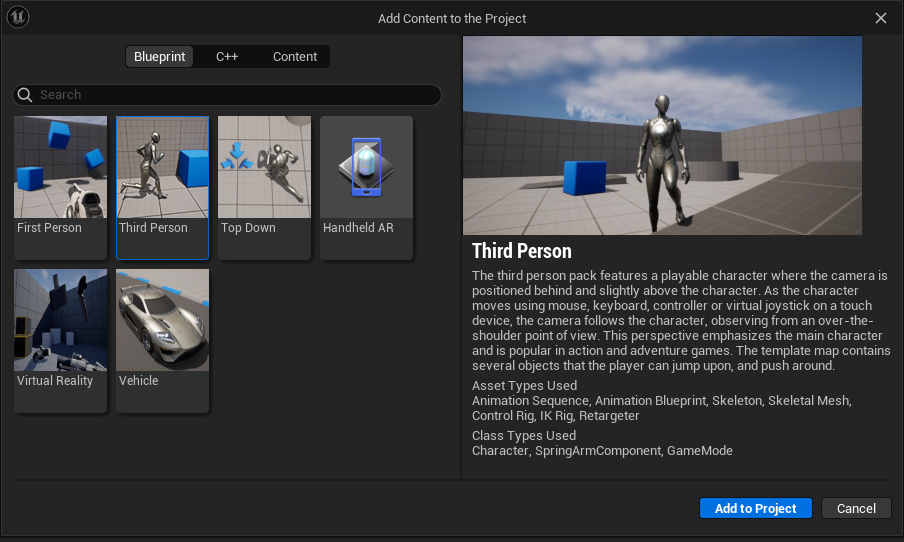 Add Content to the Project
Blueprint
C++
Content
Search
First Person
Third Person
Top Down
Handheld AR
Virtual Reality
Vehicle
Third Person
The third person pack features a playable character where the camera is
positioned behind and slightly above the character. As the character
moves using mouse, keyboard, controller or virtual joystick on a touch
device, the camera follows the character, observing from an over-the-
shoulder point of view. This perspective emphasizes the main character
and is popular in action and adventure games. The template map contains
several objects that the player can jump upon, and push around.
Asset Types Used
Animation Sequence, Animation Blueprint, Skeleton, Skeletal Mesh,
Control Rig, IK Rig, Retargeter
Class Types Used
Character, SpringArmComponent, GameMode
Add to Project
Cancel